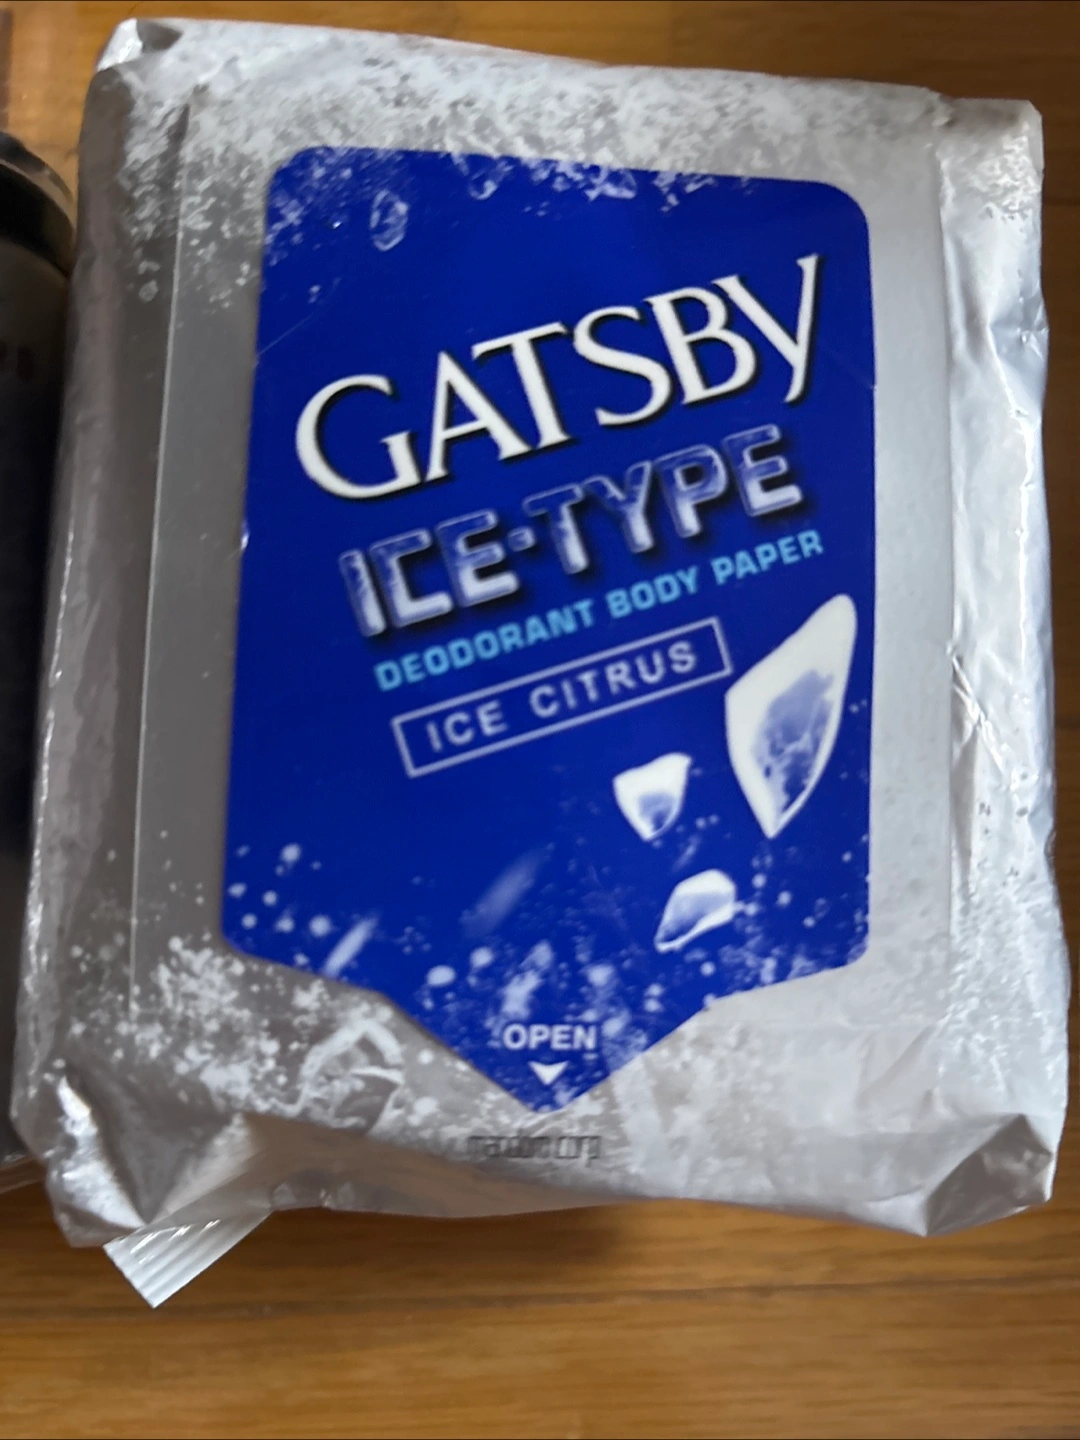 GATSBY
ICE-TYPE
DEODORANT BODY PAPER
ICE CITRUS
OPEN